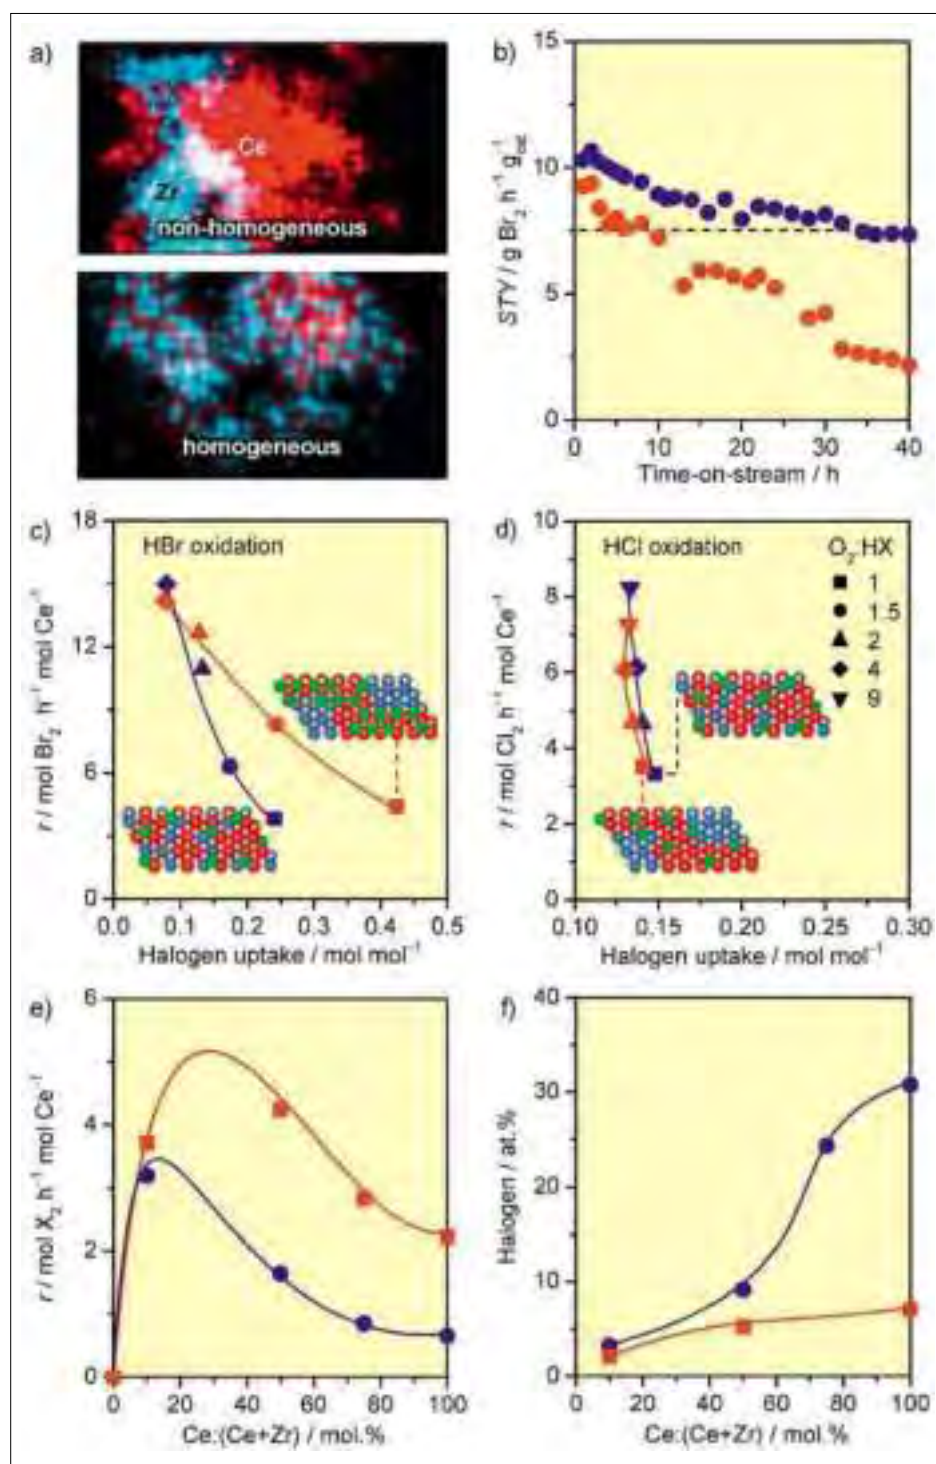 a)
Ce
Zr
non-homogeneous
homogeneous
b)
15
10
5
0
STY / g Br₂ h⁻¹ g_cat⁻¹
0 10 20 30 40
Time-on-stream / h
c)
HBr oxidation
18
12
6
0
r / mol Br₂ h⁻¹ mol Ce⁻¹
0.0 0.1 0.2 0.3 0.4 0.5
Halogen uptake / mol mol⁻¹
d)
HCl oxidation
O₂:HX
1
1.5
2
4
9
10
8
6
4
2
0
r / mol Cl₂ h⁻¹ mol Ce⁻¹
0.10 0.15 0.20 0.25 0.30
Halogen uptake / mol mol⁻¹
e)
6
4
2
0
r / mol X₂ h⁻¹ mol Ce⁻¹
0 20 40 60 80 100
Ce:(Ce+Zr) / mol.%
f)
40
30
20
10
0
Halogen / at.%
0 20 40 60 80 100
Ce:(Ce+Zr) / mol.%